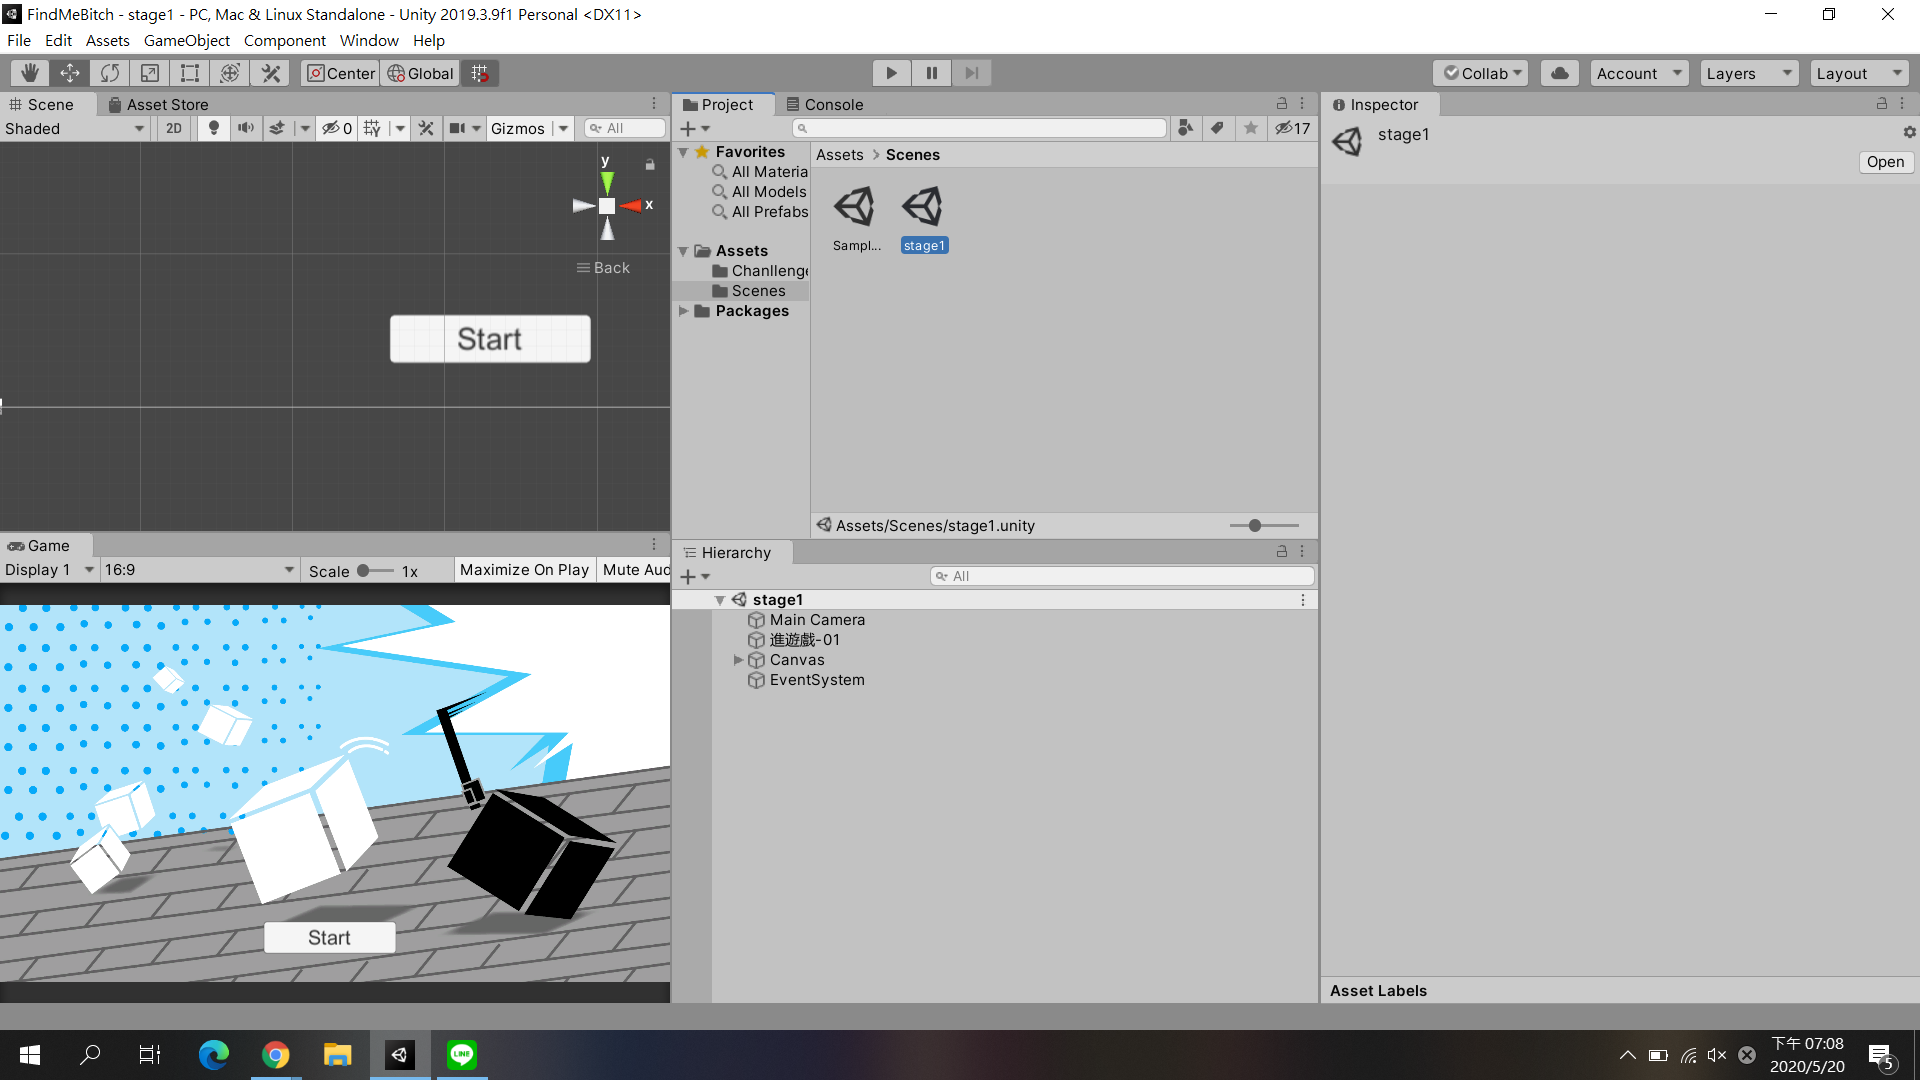 FindMeBitch - stage1 - PC, Mac & Linux Standalone - Unity 2019.3.9f1 Personal <DX11>
File Edit Assets GameObject Component Window Help
Center Global Collab Account Layers Layout
Scene Asset Store
Shaded 2D 0 Gizmos All
y
x
Back
Start
Game
Display 1 16:9 Scale 1x Maximize On Play Mute Aud
Start
Project Console
17
Favorites
All Materia
All Models
All Prefabs
Assets
Chanllenge
Scenes
Packages
Assets > Scenes
Sampl... stage1
Assets/Scenes/stage1.unity
Hierarchy
All
stage1
Main Camera
進遊戲-01
Canvas
EventSystem
Inspector
stage1
Open
Asset Labels
LINE
下午 07:08
2020/5/20
5